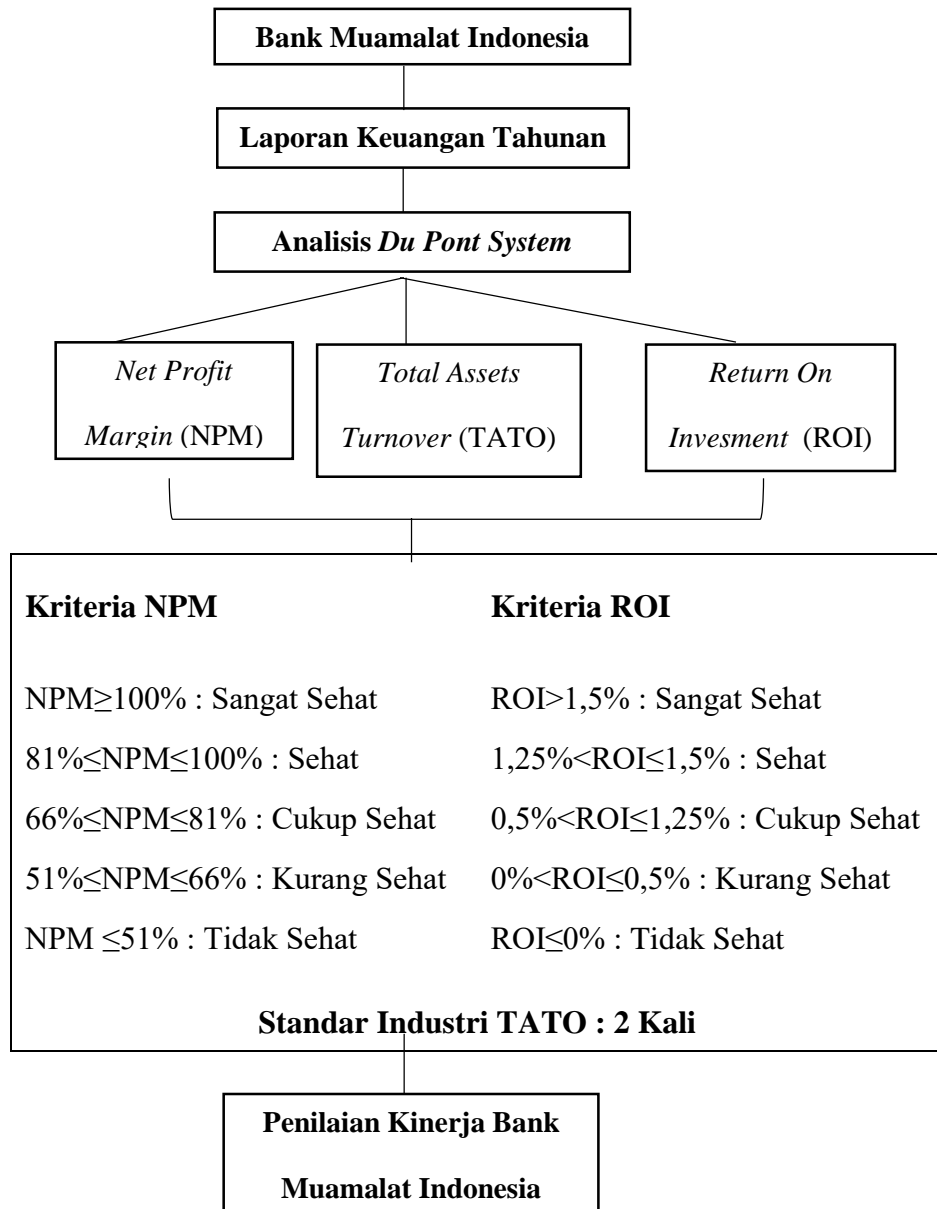 Bank Muamalat Indonesia
Laporan Keuangan Tahunan
Analisis Du Pont System
Net Profit
Margin (NPM)
Total Assets
Turnover (TATO)
Return On
Invesment (ROI)
Kriteria NPM
NPM≥100% : Sangat Sehat
81%≤NPM≤100% : Sehat
66%≤NPM≤81% : Cukup Sehat
51%≤NPM≤66% : Kurang Sehat
NPM ≤51% : Tidak Sehat
Kriteria ROI
ROI>1,5% : Sangat Sehat
1,25%<ROI≤1,5% : Sehat
0,5%<ROI≤1,25% : Cukup Sehat
0%<ROI≤0,5% : Kurang Sehat
ROI≤0% : Tidak Sehat
Standar Industri TATO : 2 Kali
Penilaian Kinerja Bank
Muamalat Indonesia